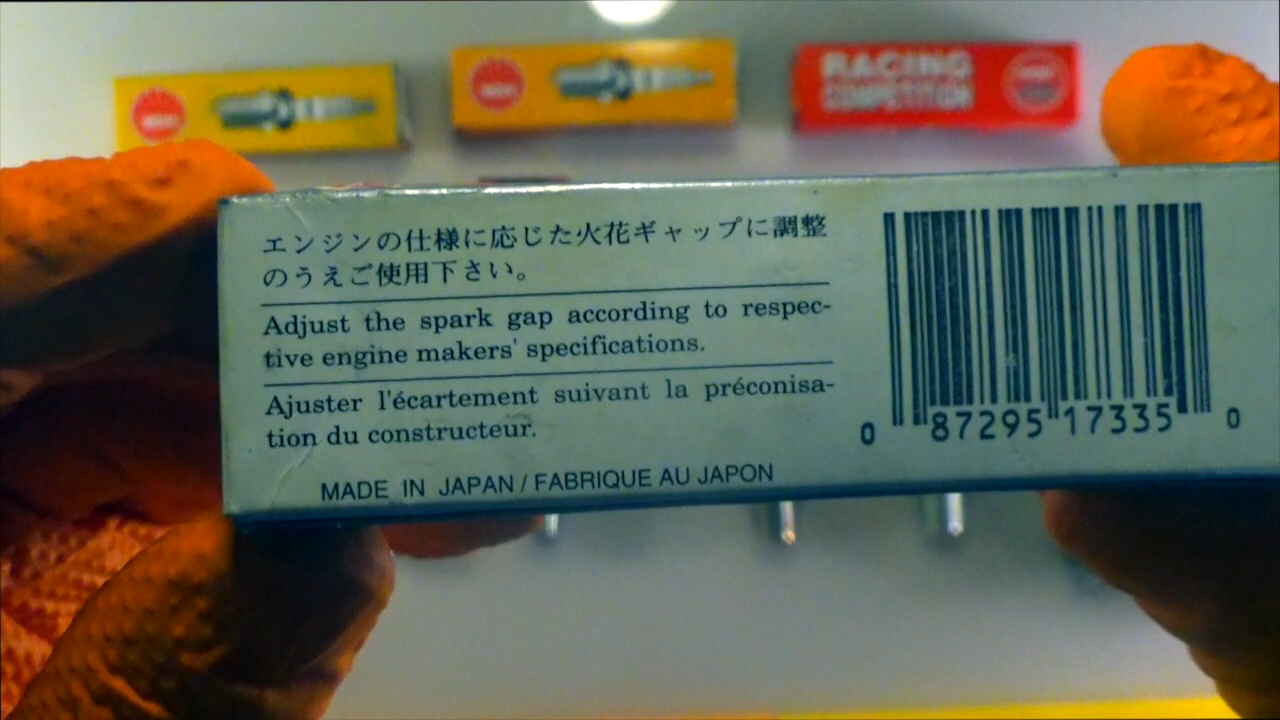 RACING
COMPETITION
エンジンの仕様に応じた火花ギャップに調整
のうえご使用下さい。
Adjust the spark gap according to respec-
tive engine makers' specifications.
Ajuster l'écartement suivant la préconisa-
tion du constructeur.
MADE IN JAPAN / FABRIQUE AU JAPON
0 87295 17335 0